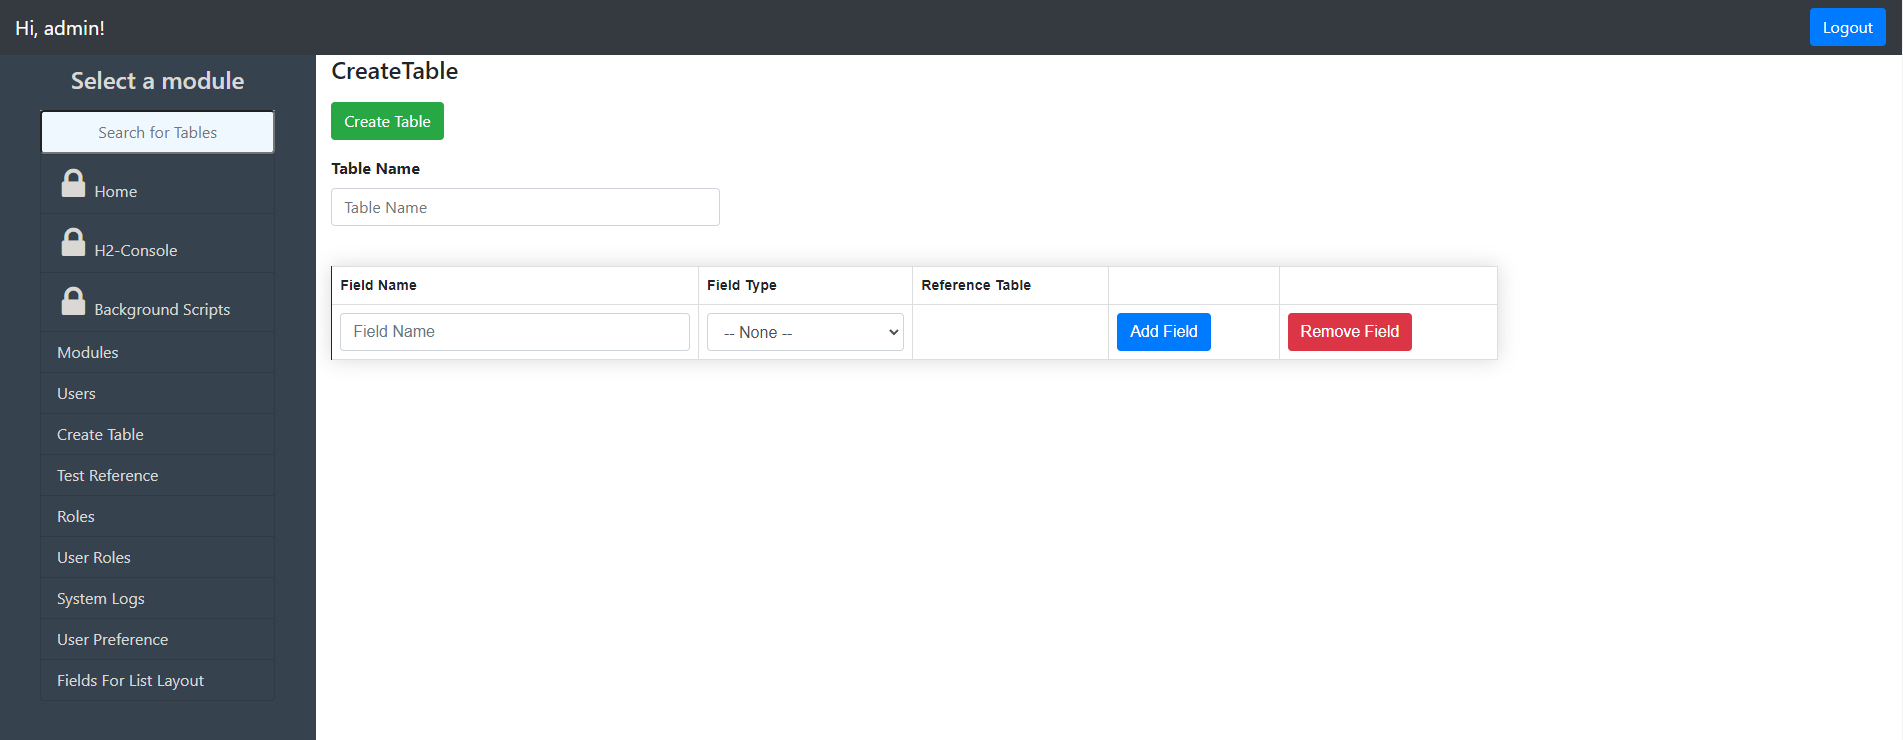 Hi, admin!
Logout
Select a module
Search for Tables
Home
H2-Console
Background Scripts
Modules
Users
Create Table
Test Reference
Roles
User Roles
System Logs
User Preference
Fields For List Layout
CreateTable
Create Table
Table Name
Table Name
Field Name Field Type Reference Table
Field Name -- None -- Add Field Remove Field